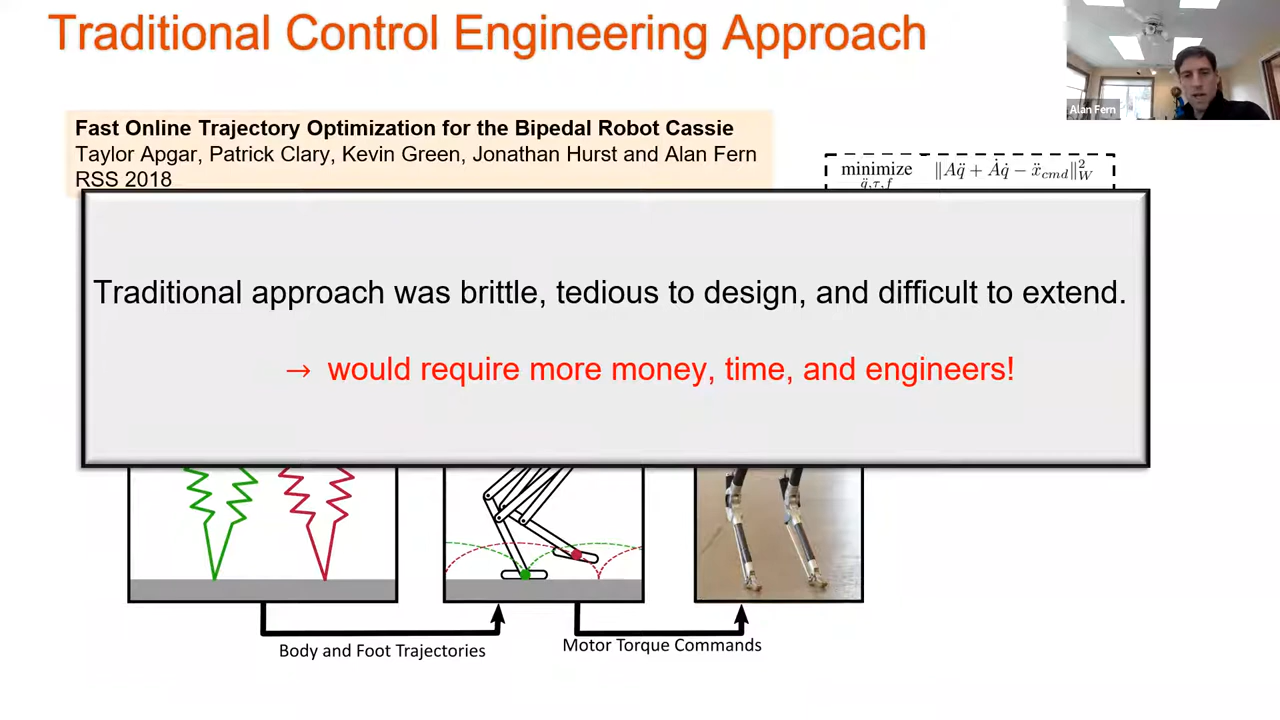 Traditional Control Engineering Approach
Alan Fern
Fast Online Trajectory Optimization for the Bipedal Robot Cassie
Taylor Apgar, Patrick Clary, Kevin Green, Jonathan Hurst and Alan Fern
RSS 2018
minimize ‖Aq̈ + Ȧq̇ − ẍcmd‖²W
q̈,τ,f
Traditional approach was brittle, tedious to design, and difficult to extend.
→ would require more money, time, and engineers!
Body and Foot Trajectories
Motor Torque Commands